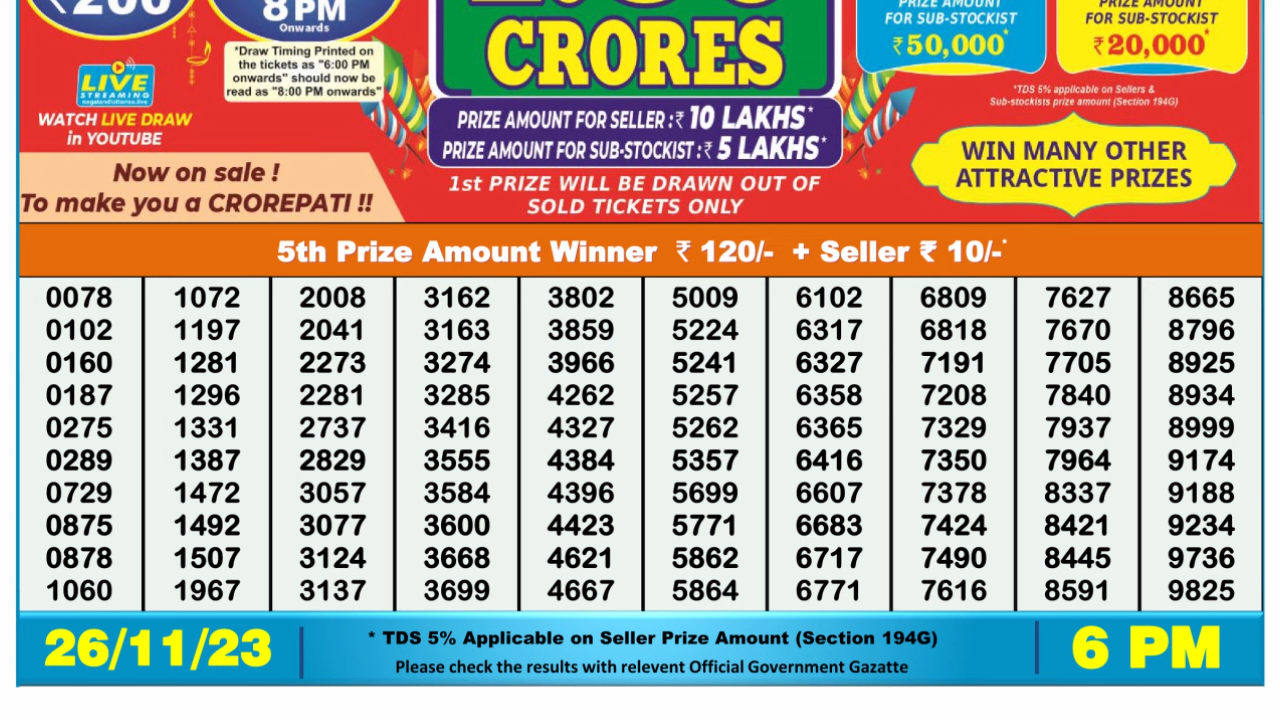 ₹200
8 PM
Onwards
*Draw Timing Printed on
the tickets as "6:00 PM
onwards" should now be
read as "8:00 PM onwards"
LIVE
STREAMING
nagalandlotteries.live
WATCH LIVE DRAW
in YOUTUBE
Now on sale !
To make you a CROREPATI !!
CRORES
PRIZE AMOUNT FOR SELLER :₹ 10 LAKHS*
PRIZE AMOUNT FOR SUB-STOCKIST :₹ 5 LAKHS*
1st PRIZE WILL BE DRAWN OUT OF
SOLD TICKETS ONLY
PRIZE AMOUNT
FOR SUB-STOCKIST
₹50,000*
PRIZE AMOUNT
FOR SUB-STOCKIST
₹20,000*
*TDS 5% applicable on Sellers &
Sub-stockists prize amount (Section 194G)
WIN MANY OTHER
ATTRACTIVE PRIZES
5th Prize Amount Winner ₹ 120/- + Seller ₹ 10/-*
0078 1072 2008 3162 3802 5009 6102 6809 7627 8665
0102 1197 2041 3163 3859 5224 6317 6818 7670 8796
0160 1281 2273 3274 3966 5241 6327 7191 7705 8925
0187 1296 2281 3285 4262 5257 6358 7208 7840 8934
0275 1331 2737 3416 4327 5262 6365 7329 7937 8999
0289 1387 2829 3555 4384 5357 6416 7350 7964 9174
0729 1472 3057 3584 4396 5699 6607 7378 8337 9188
0875 1492 3077 3600 4423 5771 6683 7424 8421 9234
0878 1507 3124 3668 4621 5862 6717 7490 8445 9736
1060 1967 3137 3699 4667 5864 6771 7616 8591 9825
26/11/23
* TDS 5% Applicable on Seller Prize Amount (Section 194G)
Please check the results with relevent Official Government Gazatte
6 PM